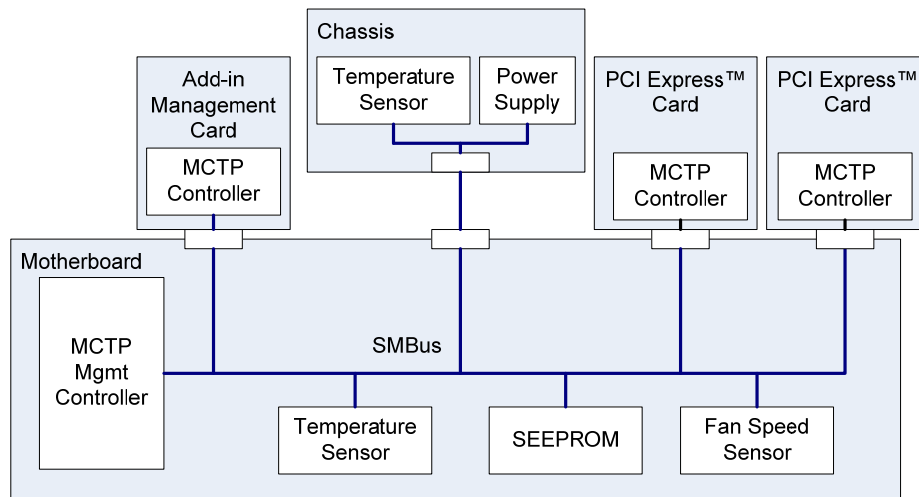 Chassis
Temperature
Sensor
Power
Supply
Add-in
Management
Card
MCTP
Controller
PCI Express™
Card
MCTP
Controller
PCI Express™
Card
MCTP
Controller
Motherboard
MCTP
Mgmt
Controller
SMBus
Temperature
Sensor
SEEPROM
Fan Speed
Sensor